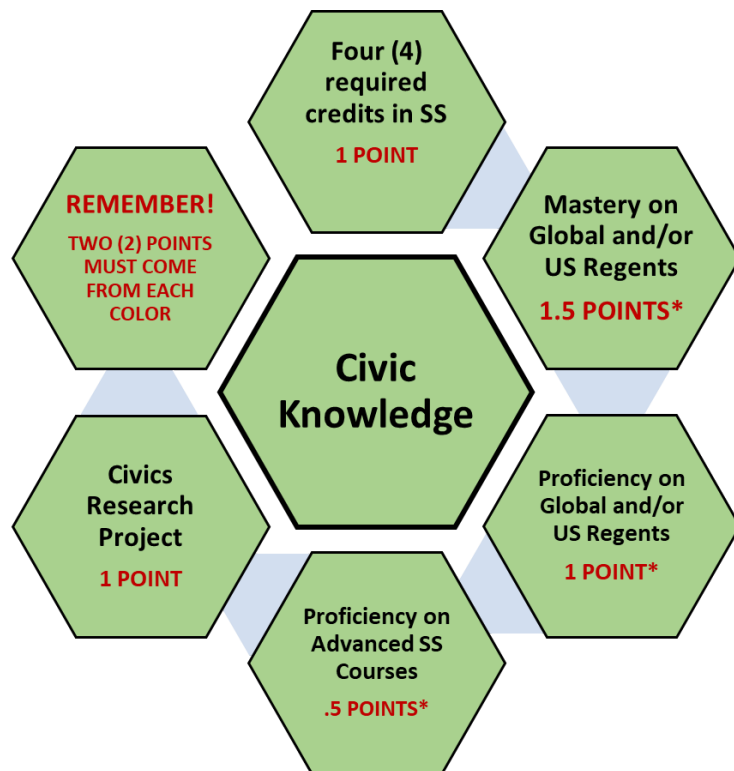 Four (4)
required
credits in SS
1 POINT
Mastery on
Global and/or
US Regents
1.5 POINTS*
Proficiency on
Global and/or
US Regents
1 POINT*
Proficiency on
Advanced SS
Courses
.5 POINTS*
Civics
Research
Project
1 POINT
REMEMBER!
TWO (2) POINTS
MUST COME
FROM EACH
COLOR
Civic
Knowledge